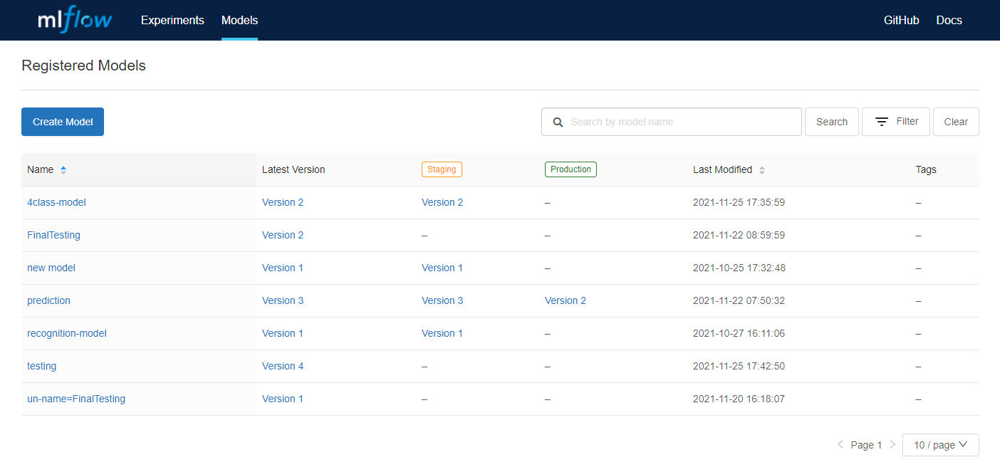 mlflow Experiments Models GitHub Docs
Registered Models
Create Model Search by model name Search Filter Clear
Name Latest Version Staging Production Last Modified Tags
4class-model Version 2 Version 2 – 2021-11-25 17:35:59 –
FinalTesting Version 2 – – 2021-11-22 08:59:59 –
new model Version 1 Version 1 – 2021-10-25 17:32:48 –
prediction Version 3 Version 3 Version 2 2021-11-22 07:50:32 –
recognition-model Version 1 Version 1 – 2021-10-27 16:11:06 –
testing Version 4 – – 2021-11-25 17:42:50 –
un-name=FinalTesting Version 1 – – 2021-11-20 16:18:07 –
Page 1 10 / page